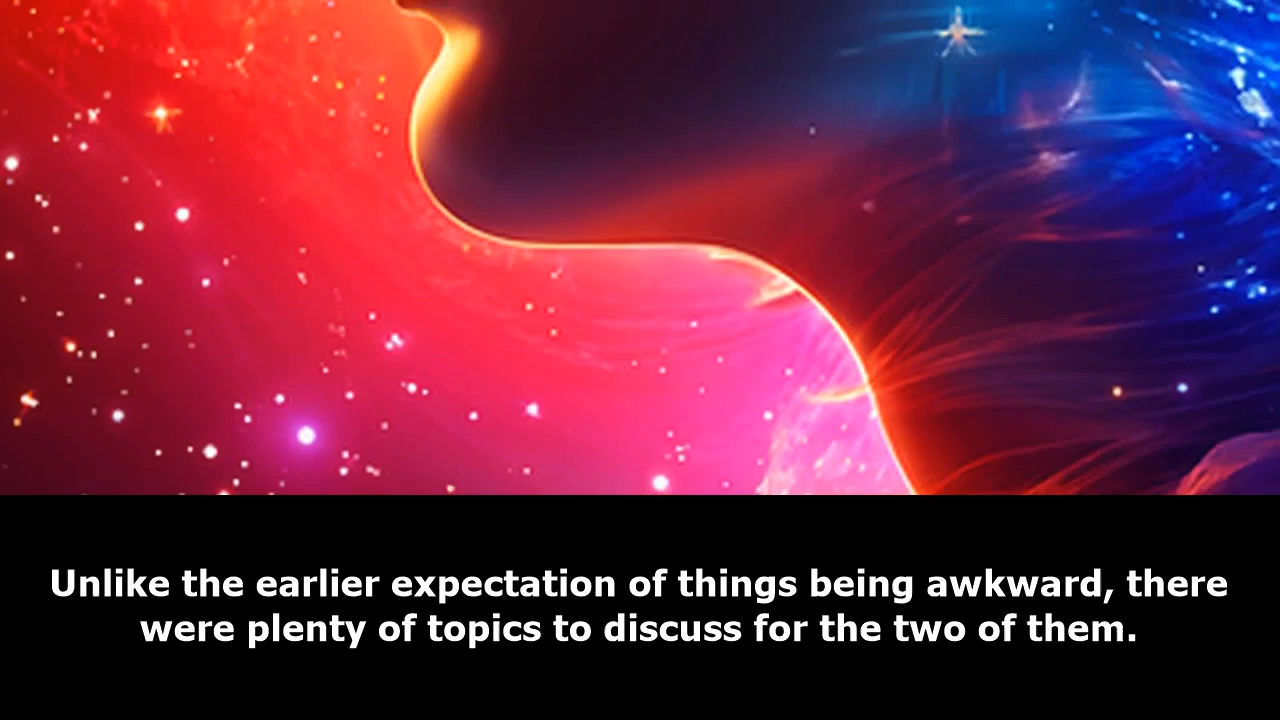 Unlike the earlier expectation of things being awkward, there
were plenty of topics to discuss for the two of them.